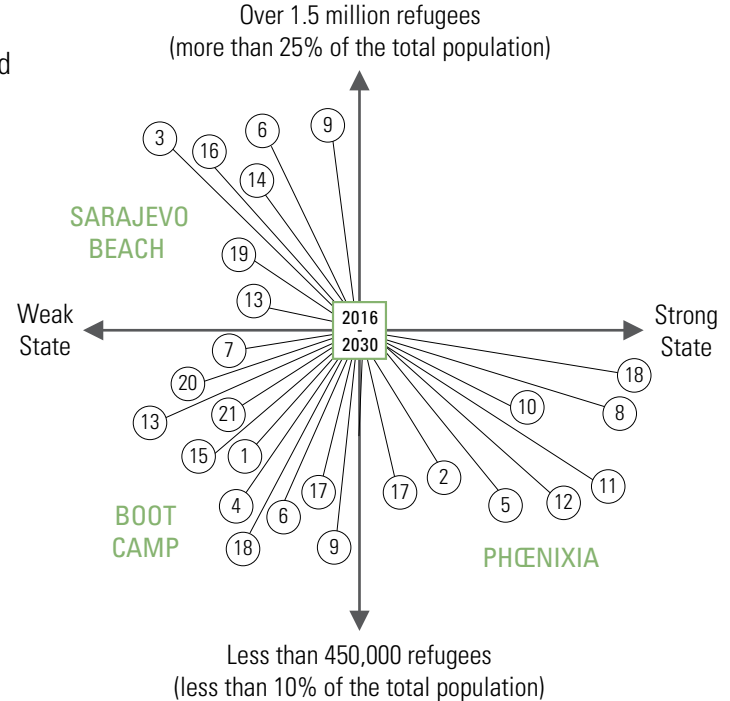 Over 1.5 million refugees
(more than 25% of the total population)
d
3
16
6
9
14
SARAJEVO
BEACH
19
13
Weak
State
2016
-
2030
Strong
State
7
20
13
21
15
1
4
18
6
17
9
17
2
5
12
11
10
8
18
BOOT
CAMP
PHŒNIXIA
Less than 450,000 refugees
(less than 10% of the total population)